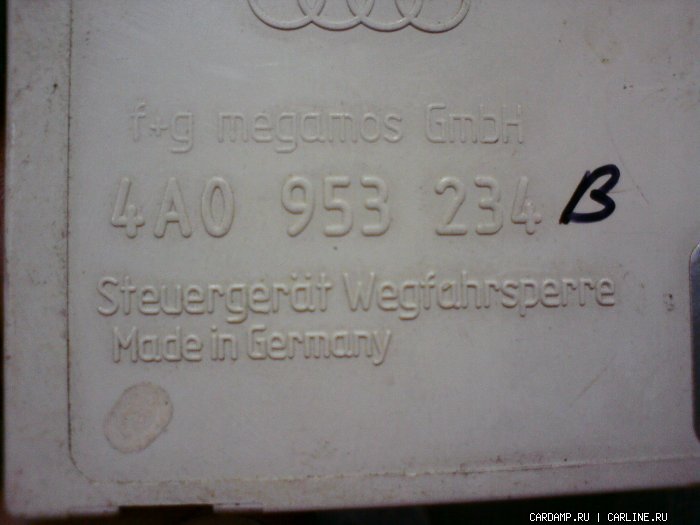 f+g megamos GmbH
4A0 953 234 B
Steuergerät Wegfahrsperre
Made in Germany
CARDAMP.RU | CARLINE.RU